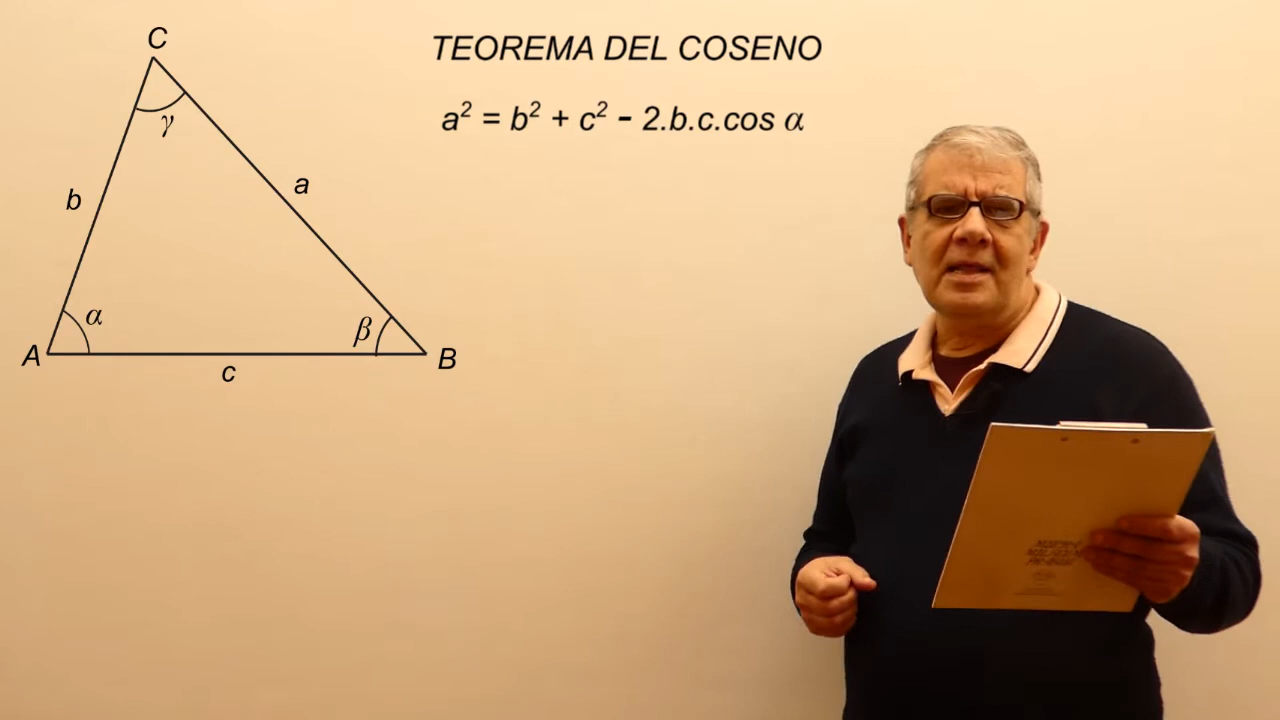 TEOREMA DEL COSENO
a² = b² + c² - 2.b.c.cos α
C
γ
b
a
α
β
A
c
B